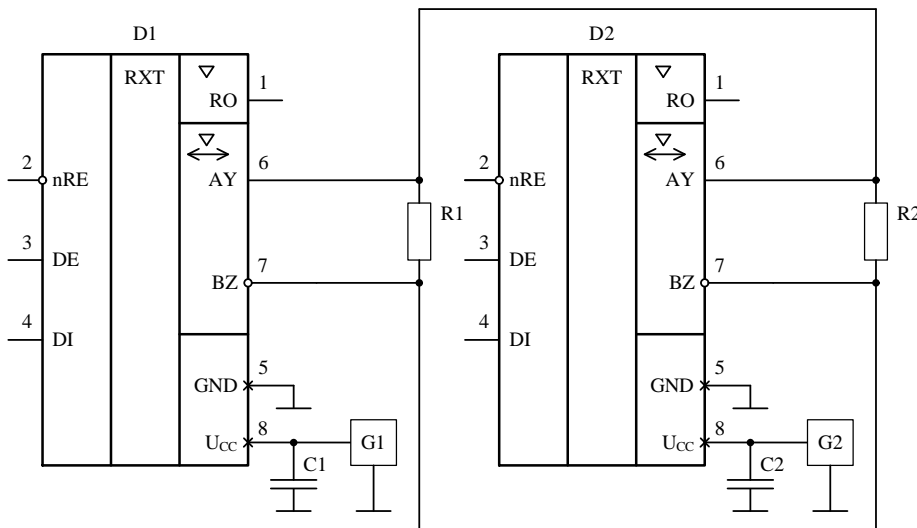 D1
D2
RXT
RXT
1
1
RO
RO
2
nRE
AY
6
2
nRE
AY
6
R1
R2
3
DE
BZ
7
3
DE
BZ
7
4
DI
4
DI
GND
5
GND
5
UCC
8
G1
UCC
8
G2
C1
C2